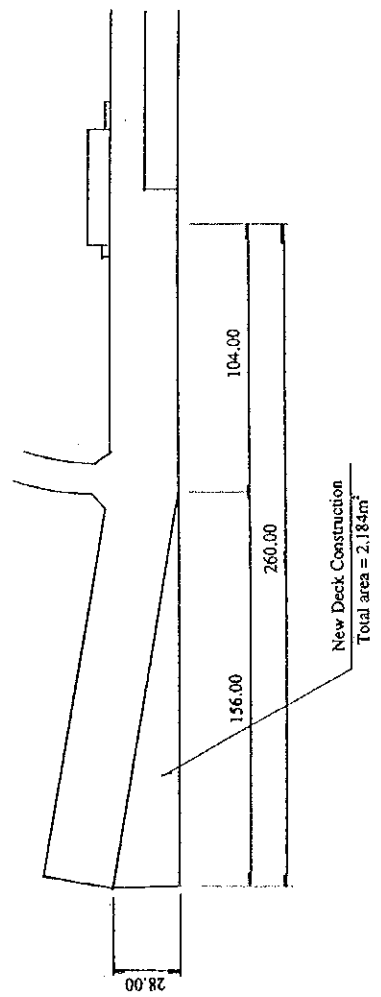 104.00
156.00
260.00
28.00
New Deck Construction
Total area = 2.184m²